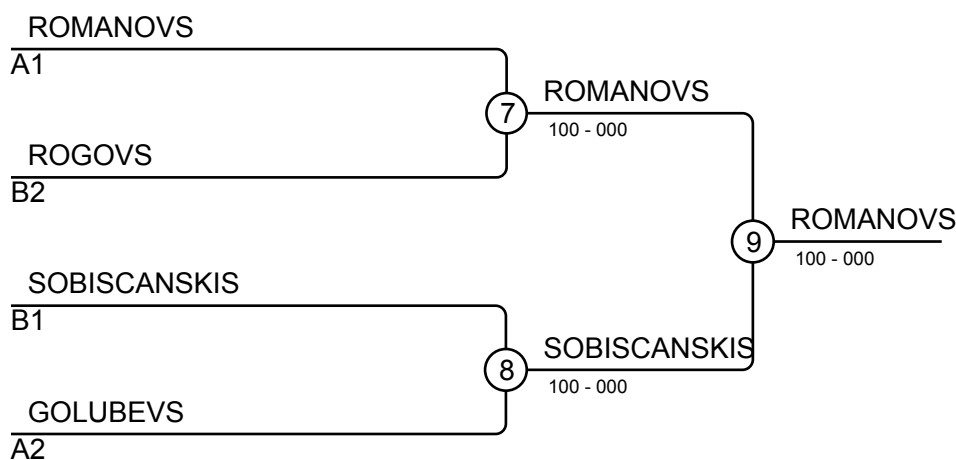 ROMANOVS
A1
7
ROMANOVS
100 - 000
ROGOVS
B2
9
ROMANOVS
100 - 000
SOBISCANSKIS
B1
8
SOBISCANSKIS
100 - 000
GOLUBEVS
A2